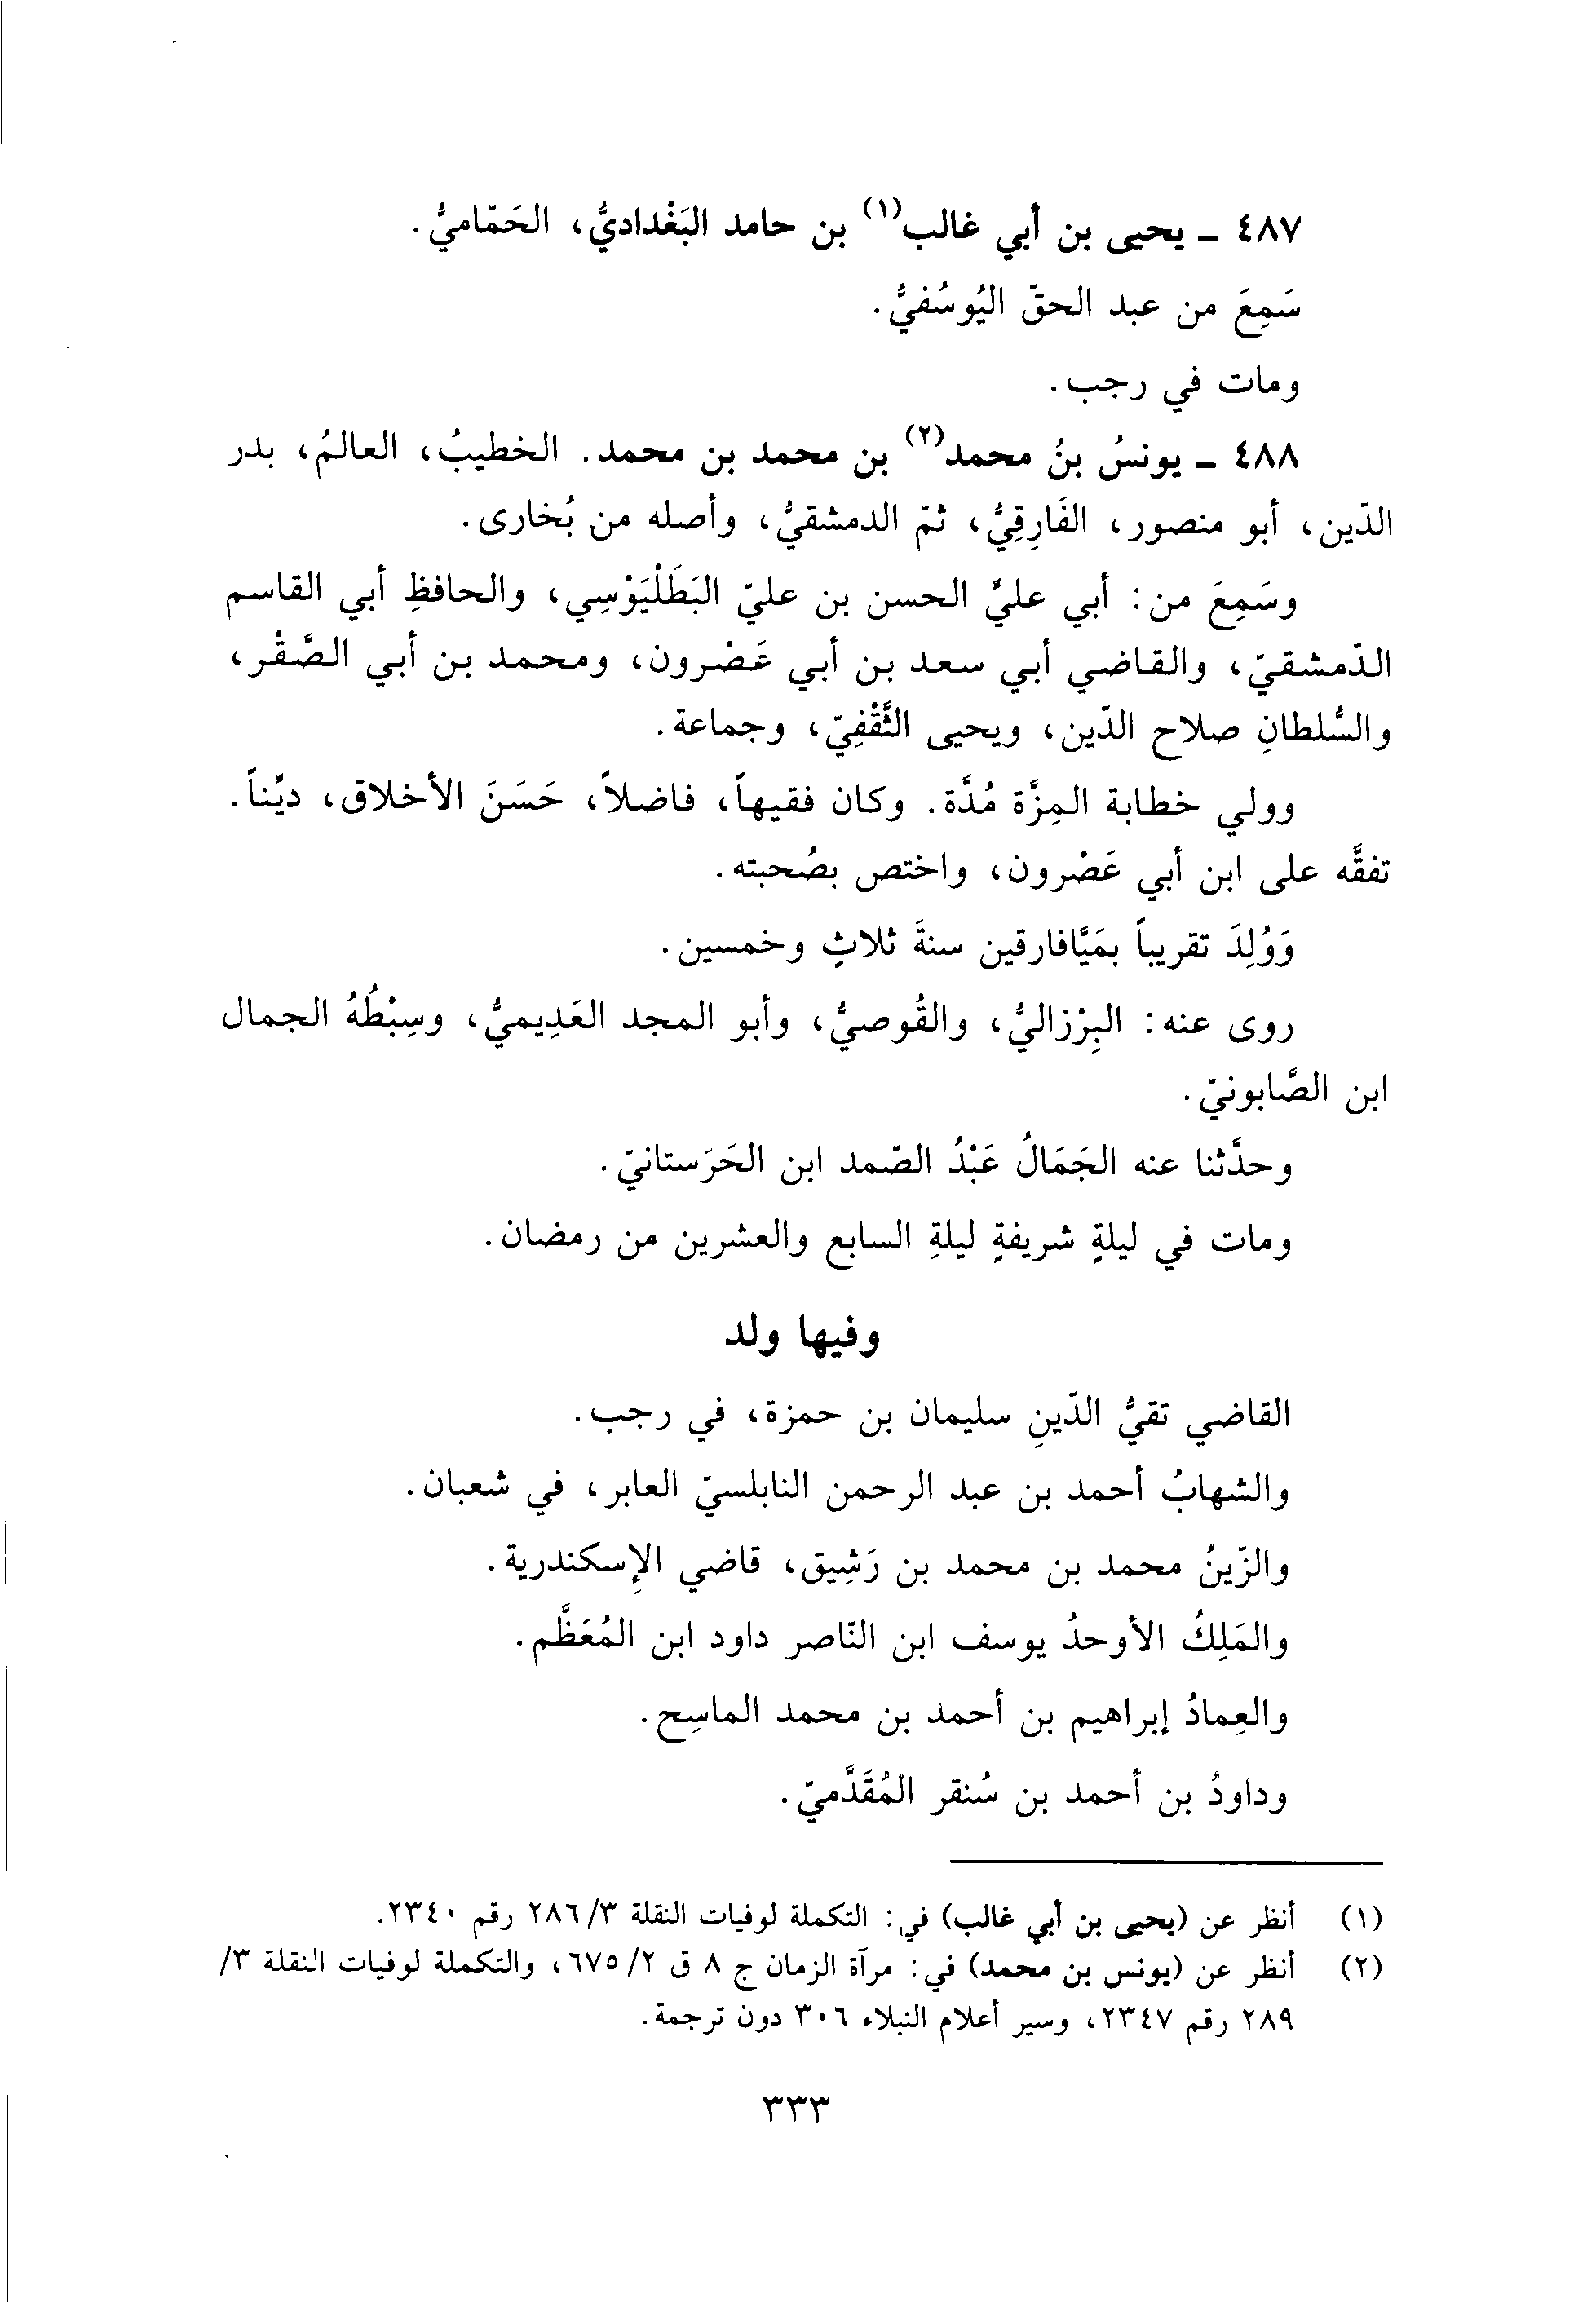 ٤٨٧ ـ يحيى بن أبي غالب(١) بن حامد البَغْداديُّ، الحَمّاميُّ.
سَمِعَ من عبد الحقّ اليُوسُفيُّ.
ومات في رجب.
٤٨٨ ـ يونسُ بنُ محمد(٢) بن محمد بن محمد. الخطيبُ، العالمُ، بدر
الدّين، أبو منصور، الفَارِقِيُّ، ثمّ الدمشقيُّ، وأصله من بُخارى.
وسَمِعَ من: أبي عليٍّ الحسن بن عليّ البَطَلْيَوْسِي، والحافظِ أبي القاسم
الدّمشقيّ، والقاضي أبي سعد بن أبي عَصْرون، ومحمد بن أبي الصَّقْر،
والسُّلطانِ صلاح الدّين، ويحيى الثَّقْفِيّ، وجماعة.
وولي خطابة المِزَّة مُدَّة. وكان فقيهاً، فاضلاً، حَسَنَ الأخلاق، ديِّناً.
تفقَّه على ابن أبي عَصْرون، واختص بصُحبته.
وَوُلِدَ تقريباً بمَيَّافارقين سنةَ ثلاثٍ وخمسين.
روى عنه: البِرْزاليُّ، والقُوصيُّ، وأبو المجد العَدِيميُّ، وسِبْطُهُ الجمال
ابن الصَّابونيّ.
وحدَّثنا عنه الجَمَالُ عَبْدُ الصّمد ابن الحَرَستانيّ.
ومات في ليلةٍ شريفةٍ ليلةِ السابع والعشرين من رمضان.
وفيها ولد
القاضي تقيُّ الدّينِ سليمان بن حمزة، في رجب.
والشهابُ أحمد بن عبد الرحمن النابلسيّ العابر، في شعبان.
والزّينُ محمد بن محمد بن رَشِيق، قاضي الإسكندرية.
والمَلِكُ الأوحدُ يوسف ابن النّاصر داود ابن المُعَظَّم.
والعِمادُ إبراهيم بن أحمد بن محمد الماسِح.
وداودُ بن أحمد بن سُنقر المُقَدَّميّ.
(١) أنظر عن (يحيى بن أبي غالب) في: التكملة لوفيات النقلة ٣/ ٢٨٦ رقم ٢٣٤٠.
(٢) أنظر عن (يونس بن محمد) في: مرآة الزمان ج ٨ ق ٢/ ٦٧٥، والتكملة لوفيات النقلة ٣/
٢٨٩ رقم ٢٣٤٧، وسير أعلام النبلاء ٣٠٦ دون ترجمة.
٣٣٣